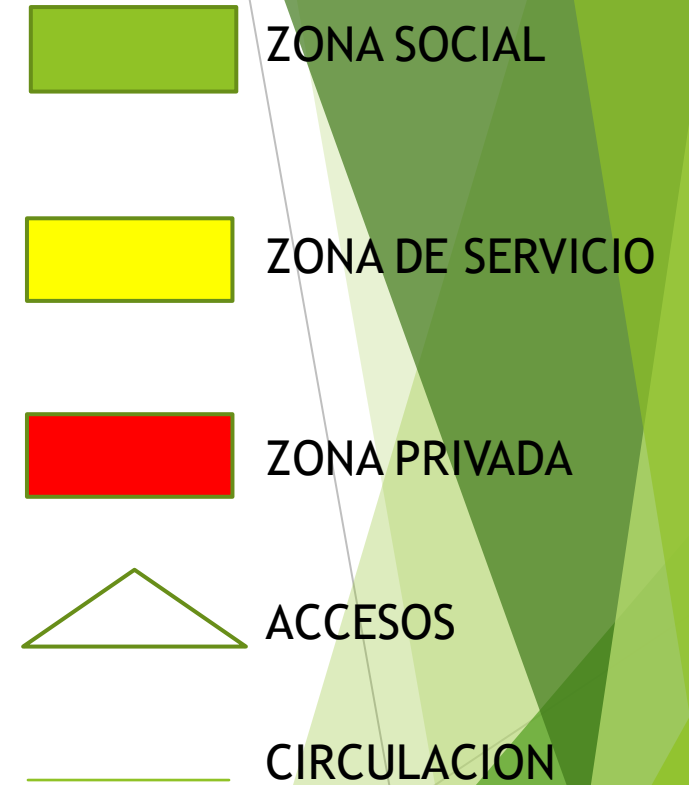 ZONA SOCIAL
ZONA DE SERVICIO
ZONA PRIVADA
ACCESOS
CIRCULACION